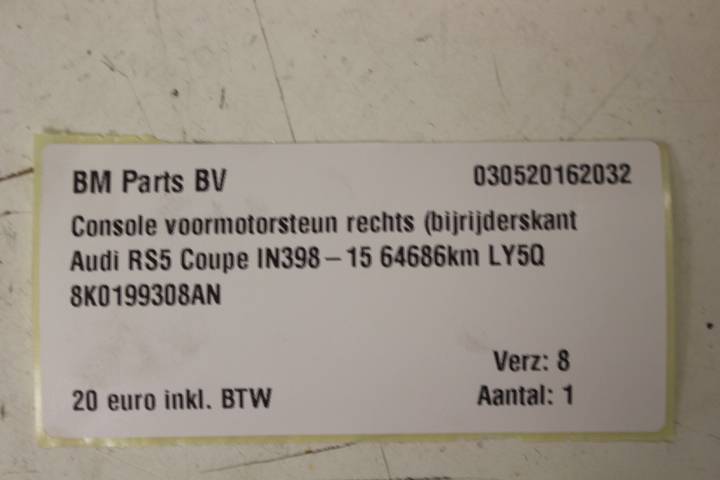 BM Parts BV 030520162032
Console voormotorsteun rechts (bijrijderskant
Audi RS5 Coupe IN398-15 64686km LY5Q
8K0199308AN
Verz: 8
20 euro inkl. BTW Aantal: 1